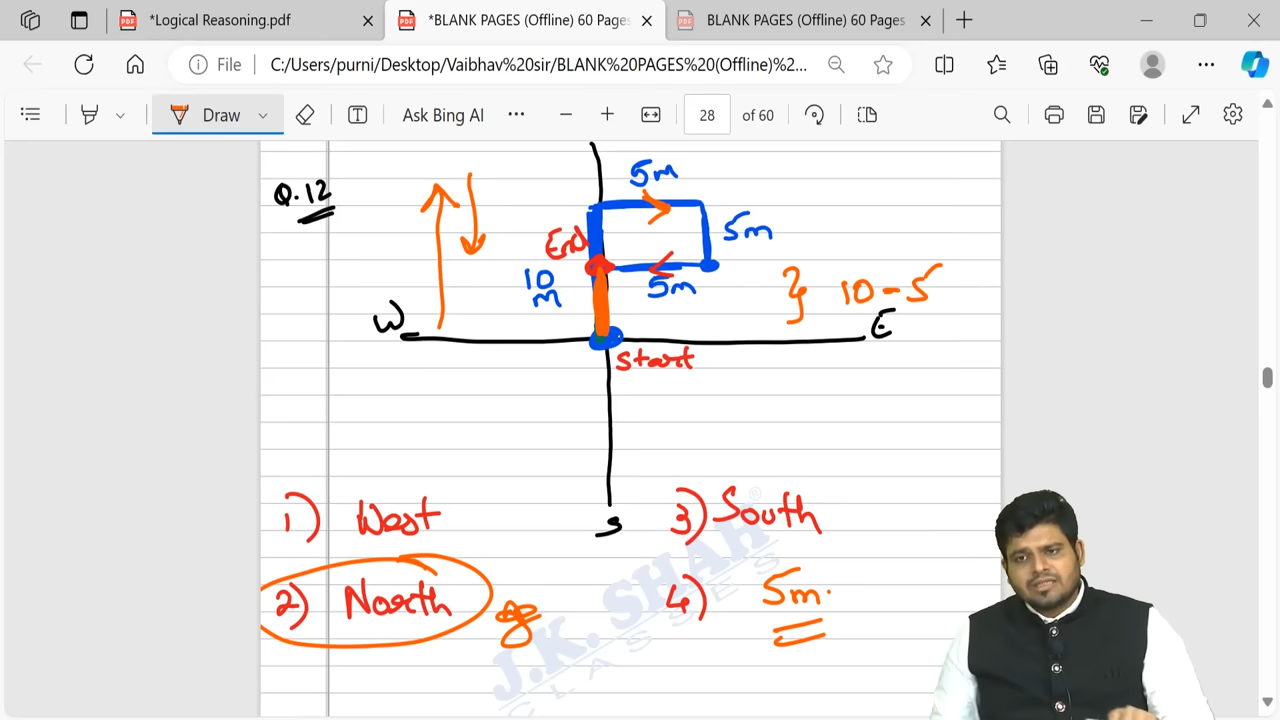 *Logical Reasoning.pdf
*BLANK PAGES (Offline) 60 Pages
BLANK PAGES (Offline) 60 Pages
File
C:/Users/purni/Desktop/Vaibhav%20sir/BLANK%20PAGES%20(Offline)%2...
Draw
Ask Bing AI
28
of 60
Q.12
5m
5m
End
10 m
5m
} 10-5
W
E
Start
S
1) West
3) South
2) North
4) 5m.
J.K. SHAH
CLASSES